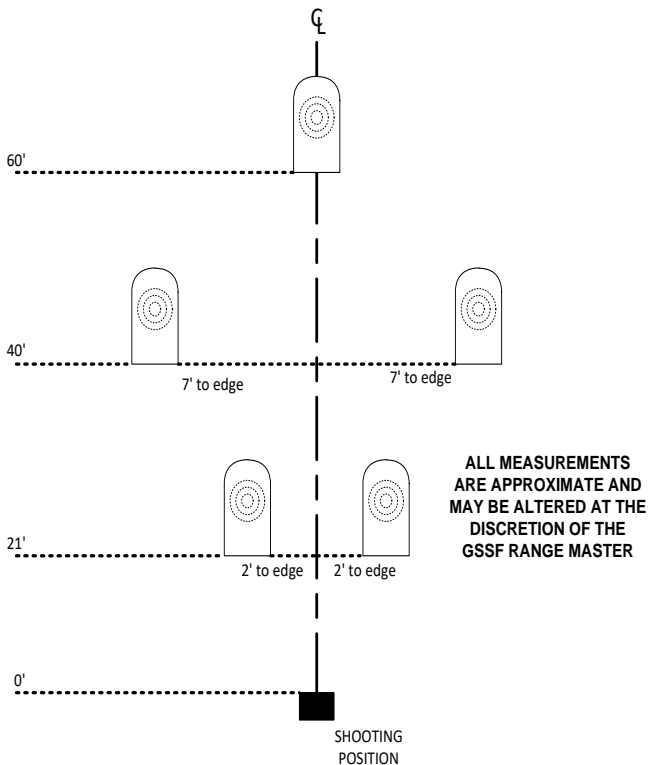 ℄
60'
40'
7' to edge
7' to edge
ALL MEASUREMENTS
ARE APPROXIMATE AND
MAY BE ALTERED AT THE
DISCRETION OF THE
GSSF RANGE MASTER
21'
2' to edge
2' to edge
0'
SHOOTING
POSITION